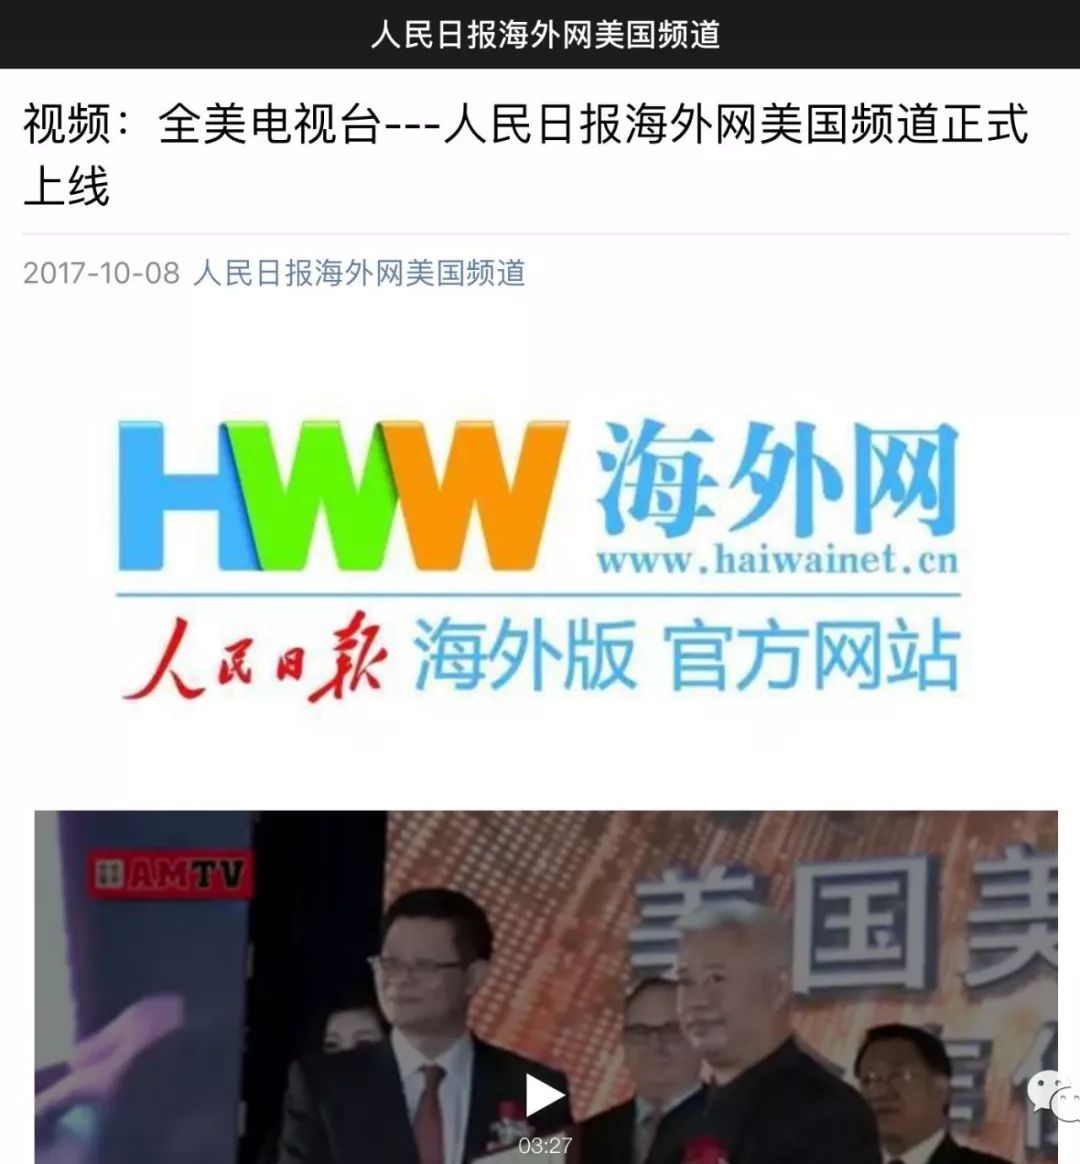 人民日报海外网美国频道
视频：全美电视台---人民日报海外网美国频道正式
上线
2017-10-08 人民日报海外网美国频道
HWW 海外网
www.haiwainet.cn
人民日报 海外版 官方网站
AMTV
美国美
03:27